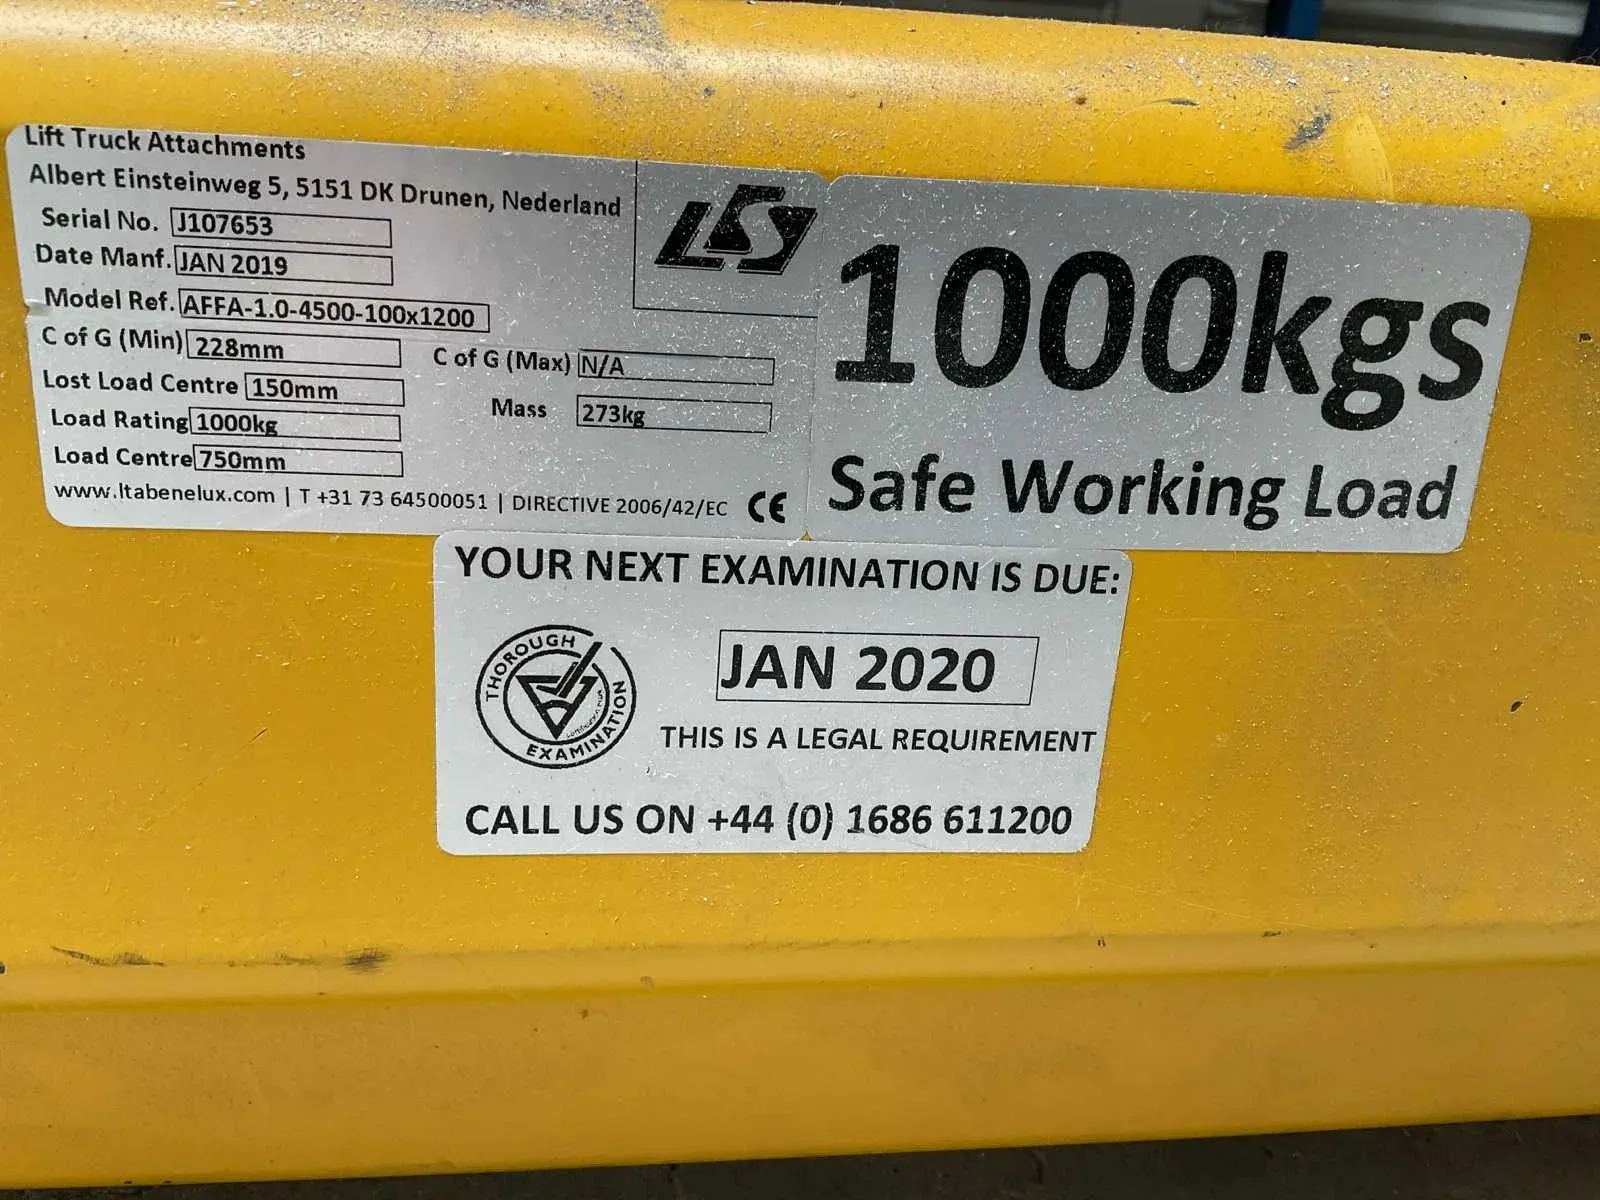 Lift Truck Attachments
Albert Einsteinweg 5, 5151 DK Drunen, Nederland
Serial No. J107653
Date Manf. JAN 2019
Model Ref. AFFA-1.0-4500-100x1200
C of G (Min) 228mm
C of G (Max) N/A
Lost Load Centre 150mm
Mass 273kg
Load Rating 1000kg
Load Centre 750mm
www.ltabenelux.com | T +31 73 64500051 | DIRECTIVE 2006/42/EC CE
1000kgs
Safe Working Load
YOUR NEXT EXAMINATION IS DUE:
THOROUGH
EXAMINATION
JAN 2020
THIS IS A LEGAL REQUIREMENT
CALL US ON +44 (0) 1686 611200